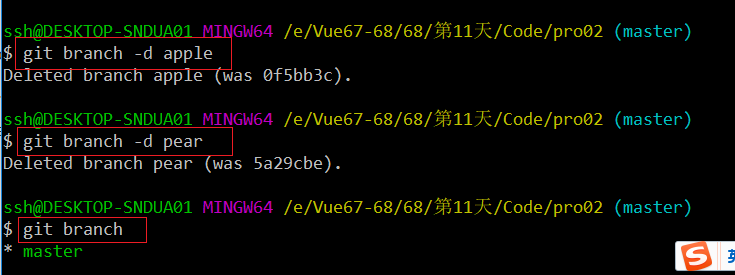 ssh@DESKTOP-SNDUA01 MINGW64 /e/Vue67-68/68/第11天/Code/pro02 (master)
$ git branch -d apple
Deleted branch apple (was 0f5bb3c).
ssh@DESKTOP-SNDUA01 MINGW64 /e/Vue67-68/68/第11天/Code/pro02 (master)
$ git branch -d pear
Deleted branch pear (was 5a29cbe).
ssh@DESKTOP-SNDUA01 MINGW64 /e/Vue67-68/68/第11天/Code/pro02 (master)
$ git branch
* master
S